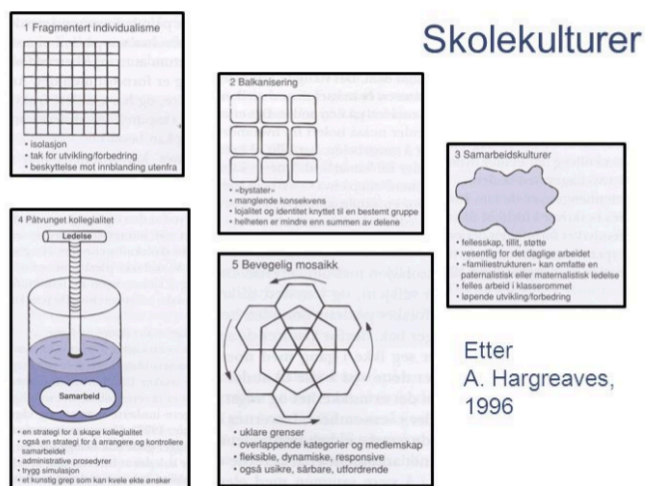 Skolekulturer
1 Fragmentert individualisme
• isolasjon
• tak for utvikling/forbedring
• beskyttelse mot innblanding utenfra
2 Balkanisering
• «bystater»
• manglende konsekvens
• lojalitet og identitet knyttet til en bestemt gruppe
• helheten er mindre enn summen av delene
3 Samarbeidskulturer
• fellesskap, tillit, støtte
• vesentlig for det daglige arbeidet
• «familiestrukturen» kan omfatte en
paternalistisk eller maternalistisk ledelse
• felles arbeid i klasserommet
• løpende utvikling/forbedring
4 Påtvunget kollegialitet
Ledelse
Samarbeid
• en strategi for å skape kollegialitet
• også en strategi for å arrangere og kontrollere
samarbeidet
• administrative prosedyrer
• trygg simulasjon
• et kunstig grep som kan kvele ekte ønsker
5 Bevegelig mosaikk
• uklare grenser
• overlappende kategorier og medlemskap
• fleksible, dynamiske, responsive
• også usikre, sårbare, utfordrende
Etter
A. Hargreaves,
1996